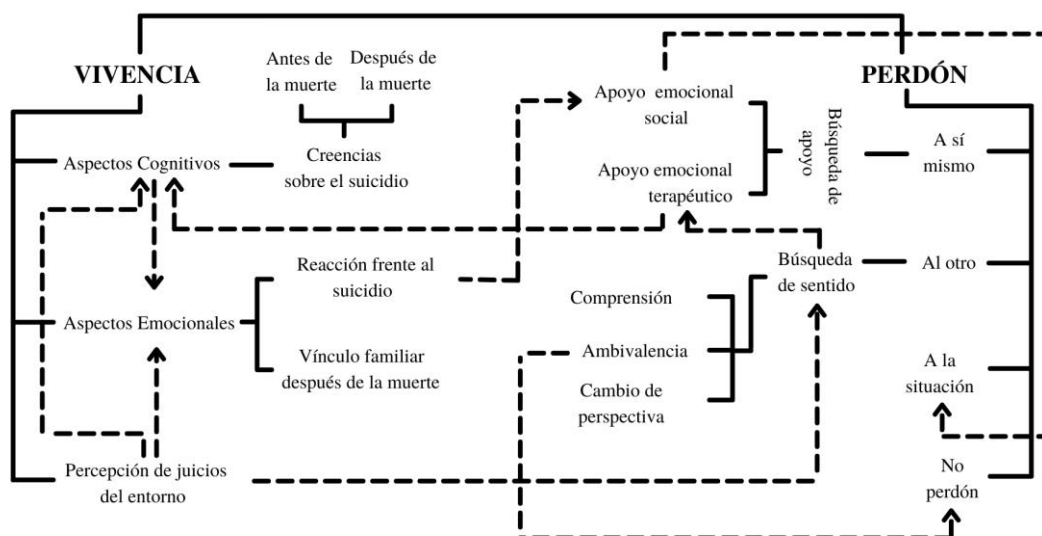 VIVENCIA
Antes de
la muerte
Después de
la muerte
Aspectos Cognitivos
Creencias
sobre el suicidio
Reacción frente al
suicidio
Aspectos Emocionales
Vínculo familiar
después de la muerte
Percepción de juicios
del entorno
PERDÓN
Apoyo emocional
social
Apoyo emocional
terapéutico
Búsqueda de
apoyo
A sí
mismo
Búsqueda
de sentido
Al otro
Comprensión
Ambivalencia
Cambio de
perspectiva
A la
situación
No
perdón